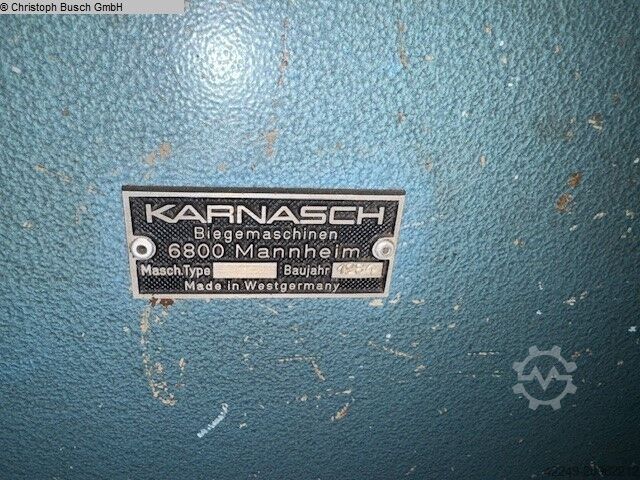 © Christoph Busch GmbH
KARNASCH
Biegemaschinen
6800 Mannheim
Masch.Type Baujahr
Made in Westgermany